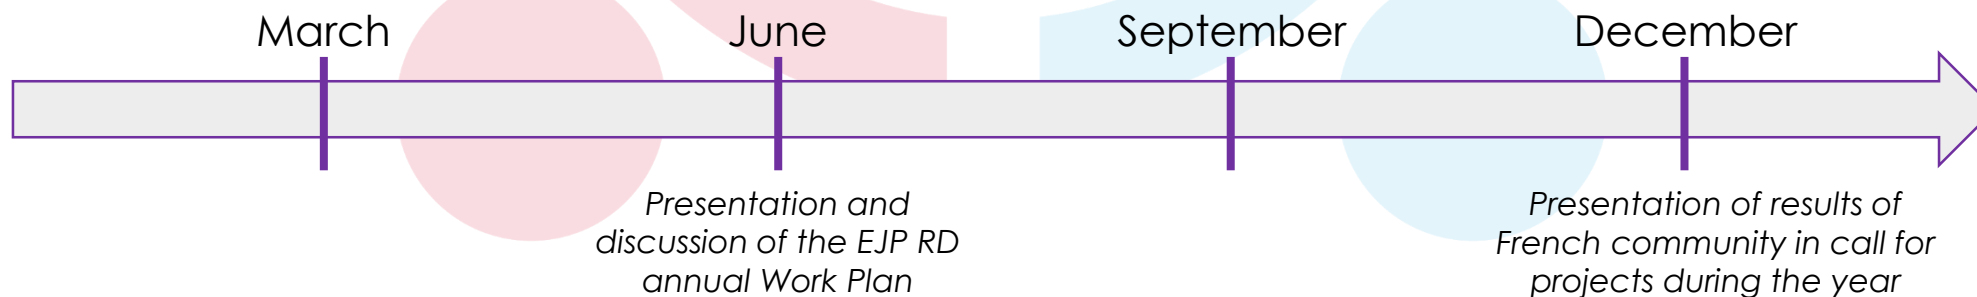 March
June
September
December
Presentation and
discussion of the EJP RD
annual Work Plan
Presentation of results of
French community in call for
projects during the year